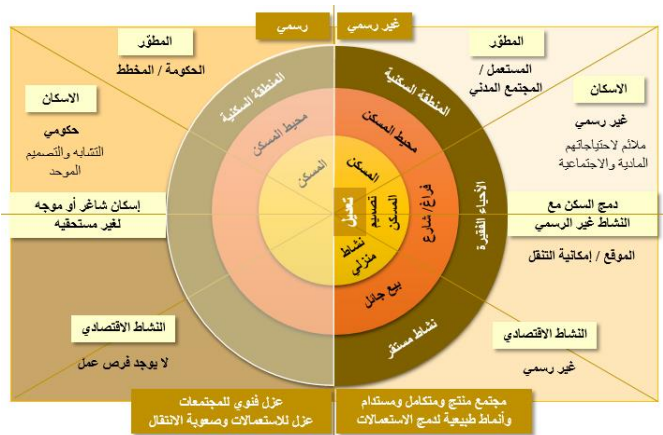 غير رسمي
رسمي
المطوّر
المستعمل /
المجتمع المدني
الاسكان
غير رسمي
ملائم لاحتياجاتهم
المادية والاجتماعية
دمج السكن مع
النشاط غير الرسمي
الموقع / إمكانية التنقل
النشاط الاقتصادي
غير رسمي
مجتمع منتج ومتكامل ومستدام
وأنماط طبيعية لدمج الاستعمالات
المنطقة السكنية
محيط المسكن
المسكن
الأحياء الفقيرة
فراغ/ شارع
تصميم
المسكن
تعديل
نشاط
منزلي
بيع جائل
نشاط مستقر
المنطقة السكنية
محيط المسكن
المسكن
المطوّر
الحكومة / المخطط
الاسكان
حكومي
التشابه والتصميم
الموحد
إسكان شاغر أو موجه
لغير مستحقيه
النشاط الاقتصادي
لا يوجد فرص عمل
عزل فئوي للمجتمعات
عزل للاستعمالات وصعوبة الانتقال